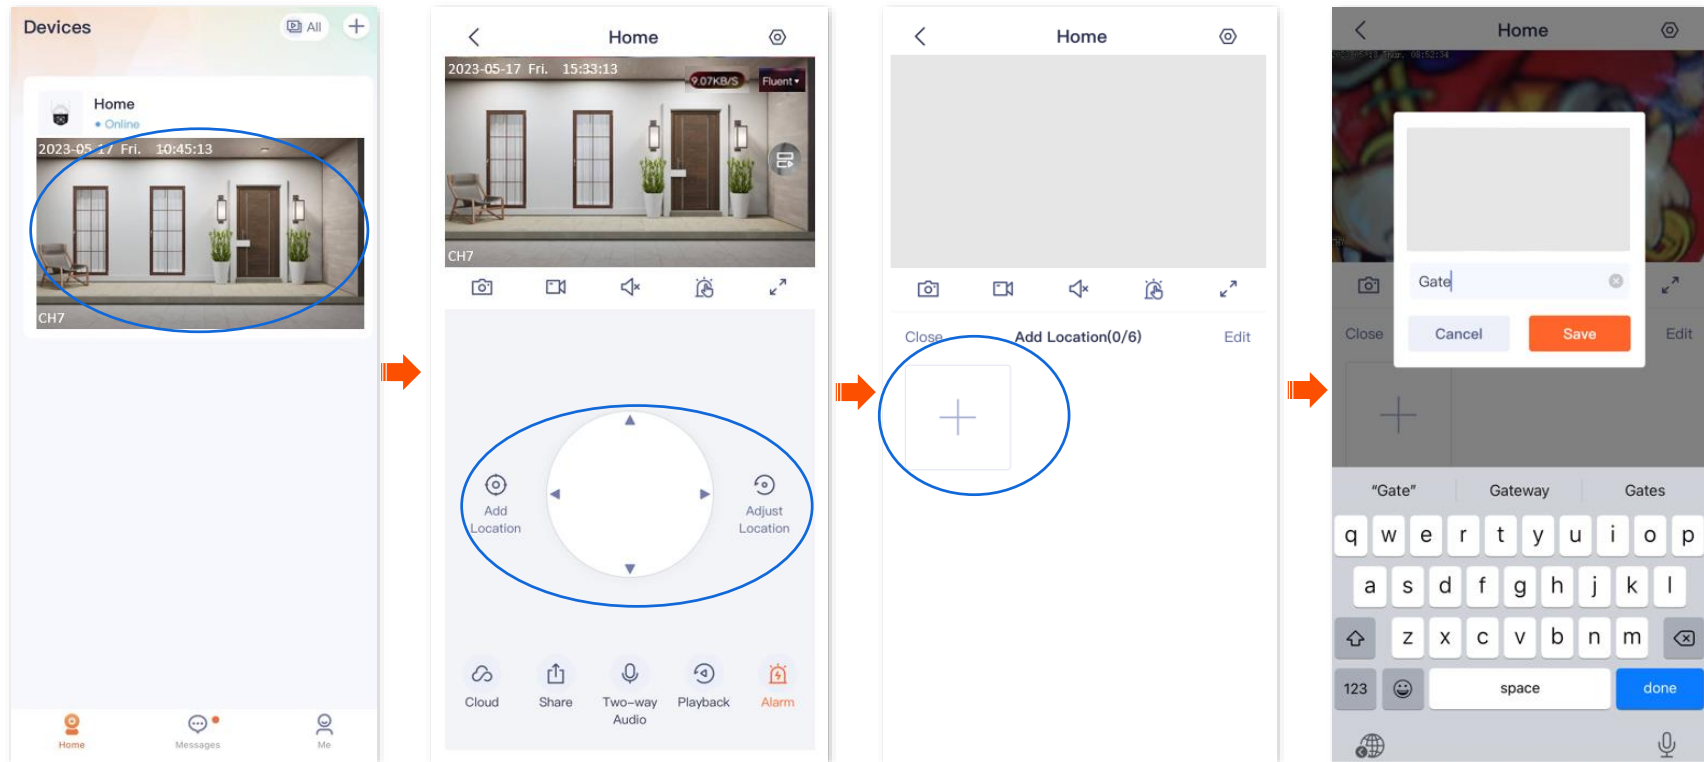 Devices
All
Home
Online
2023-05-17 Fri. 10:45:13
CH7
Home
Messages
Me
Home
2023-05-17 Fri. 15:33:13
9.07KB/S
Fluent
CH7
Add
Location
Adjust
Location
Cloud
Share
Two-way
Audio
Playback
Alarm
Home
Close
Add Location(0/6)
Edit
Home
08:52:34
Gate
Cancel
Save
Close
Edit
"Gate"
Gateway
Gates
q w e r t y u i o p
a s d f g h j k l
z x c v b n m
123
space
done